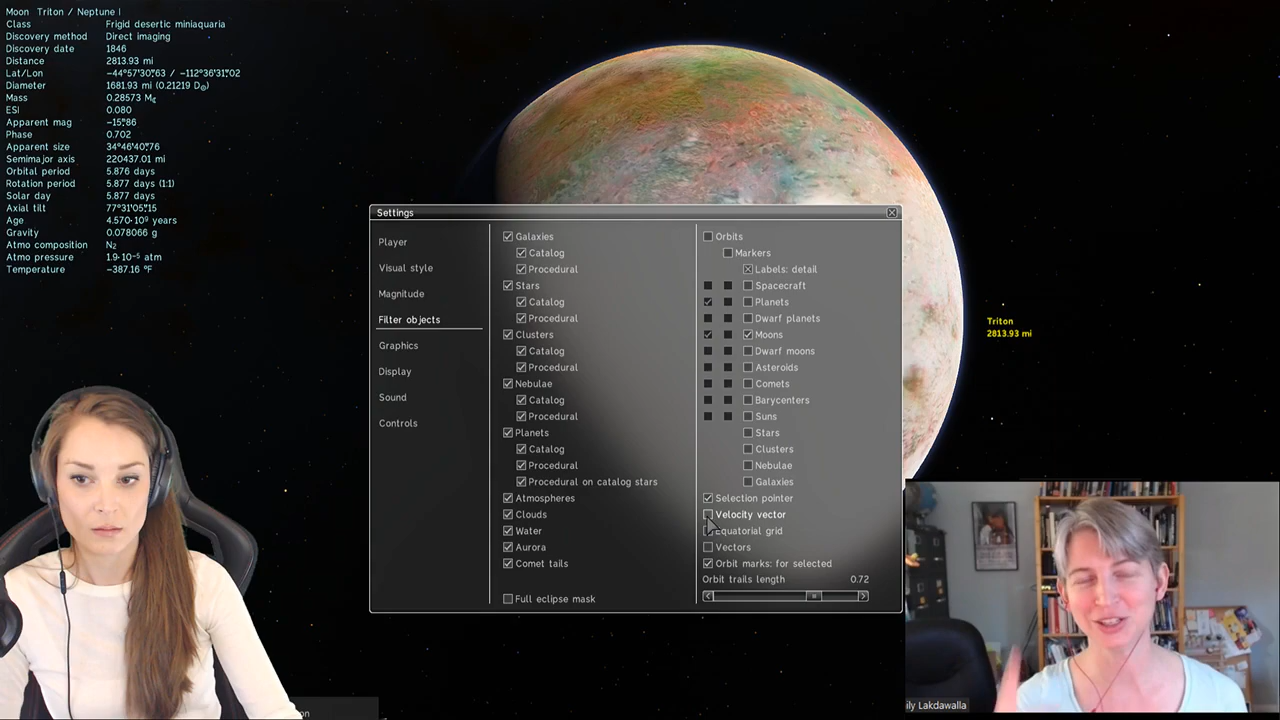 Moon Triton / Neptune I
Class Frigid desertic miniaquaria
Discovery method Direct imaging
Discovery date 1846
Distance 2813.93 mi
Lat/Lon −44°57'30"63 / −112°36'31"02
Diameter 1681.93 mi (0.21219 D⊕)
Mass 0.28573 M☾
ESI 0.080
Apparent mag −15.86
Phase 0.702
Apparent size 34°46'40"76
Semimajor axis 220437.01 mi
Orbital period 5.876 days
Rotation period 5.877 days (1:1)
Solar day 5.877 days
Axial tilt 77°31'05"15
Age 4.570·10⁹ years
Gravity 0.078066 g
Atmo composition N₂
Atmo pressure 1.9·10⁻⁵ atm
Temperature −387.16 °F
Triton
2813.93 mi
Settings
Player
Visual style
Magnitude
Filter objects
Graphics
Display
Sound
Controls
Galaxies
Catalog
Procedural
Stars
Catalog
Procedural
Clusters
Catalog
Procedural
Nebulae
Catalog
Procedural
Planets
Catalog
Procedural
Procedural on catalog stars
Atmospheres
Clouds
Water
Aurora
Comet tails
Full eclipse mask
Orbits
Markers
Labels: detail
Spacecraft
Planets
Dwarf planets
Moons
Dwarf moons
Asteroids
Comets
Barycenters
Suns
Stars
Clusters
Nebulae
Galaxies
Selection pointer
Velocity vector
Equatorial grid
Vectors
Orbit marks: for selected
Orbit trails length 0.72
ily Lakdawalla
on